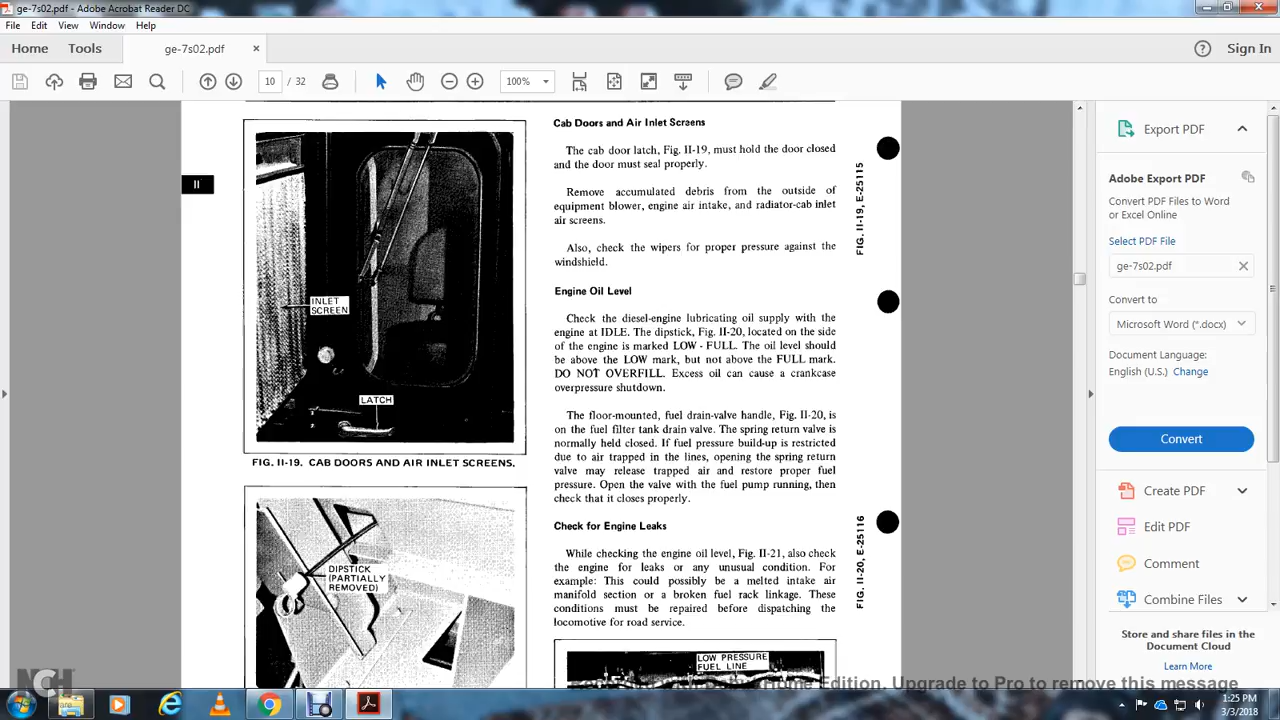 ge-7s02.pdf - Adobe Acrobat Reader DC
File Edit View Window Help
Home Tools ge-7s02.pdf × Sign In
10 / 32 100%
II
INLET
SCREEN
LATCH
FIG. II-19. CAB DOORS AND AIR INLET SCREENS.
DIPSTICK
(PARTIALLY
REMOVED)
Cab Doors and Air Inlet Screens
The cab door latch, Fig. II-19, must hold the door closed
and the door must seal properly.
Remove accumulated debris from the outside of
equipment blower, engine air intake, and radiator-cab inlet
air screens.
Also, check the wipers for proper pressure against the
windshield.
Engine Oil Level
Check the diesel-engine lubricating oil supply with the
engine at IDLE. The dipstick, Fig. II-20, located on the side
of the engine is marked LOW - FULL. The oil level should
be above the LOW mark, but not above the FULL mark.
DO NOT OVERFILL. Excess oil can cause a crankcase
overpressure shutdown.
The floor-mounted, fuel drain-valve handle, Fig. II-20, is
on the fuel filter tank drain valve. The spring return valve is
normally held closed. If fuel pressure build-up is restricted
due to air trapped in the lines, opening the spring return
valve may release trapped air and restore proper fuel
pressure. Open the valve with the fuel pump running, then
check that it closes properly.
Check for Engine Leaks
While checking the engine oil level, Fig. II-21, also check
the engine for leaks or any unusual condition. For
example: This could possibly be a melted intake air
manifold section or a broken fuel rack linkage. These
conditions must be repaired before dispatching the
locomotive for road service.
LOW PRESSURE
FUEL LINE
FIG. II-19, E-25115
FIG. II-20, E-25116
Export PDF
Adobe Export PDF
Convert PDF Files to Word
or Excel Online
Select PDF File
ge-7s02.pdf
Convert to
Microsoft Word (*.docx)
Document Language:
English (U.S.) Change
Convert
Create PDF
Edit PDF
Comment
Combine Files
Store and share files in the
Document Cloud
Learn More
NCH
Home Edition. Upgrade to Pro to remove this message
1:25 PM
3/3/2018